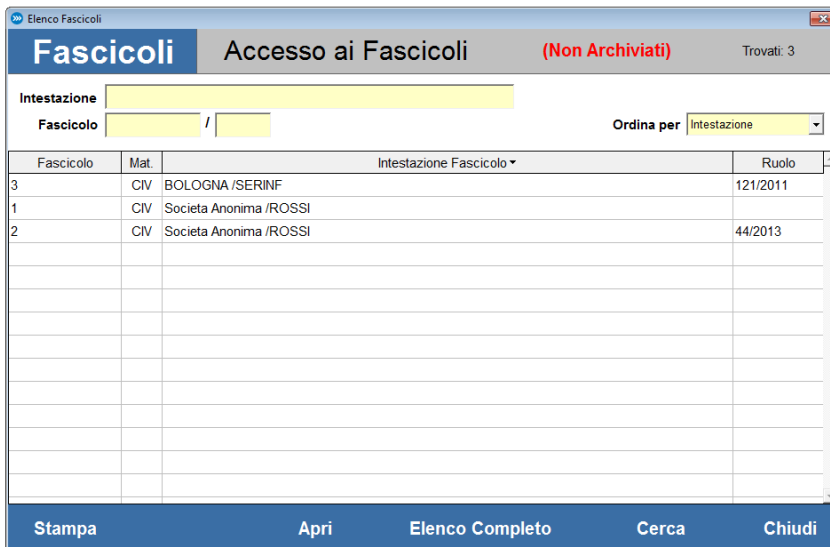 Elenco Fascicoli
Fascicoli Accesso ai Fascicoli (Non Archiviati) Trovati: 3
Intestazione
Fascicolo / Ordina per Intestazione
Fascicolo Mat. Intestazione Fascicolo Ruolo
3 CIV BOLOGNA /SERINF 121/2011
1 CIV Societa Anonima /ROSSI
2 CIV Societa Anonima /ROSSI 44/2013
Stampa Apri Elenco Completo Cerca Chiudi